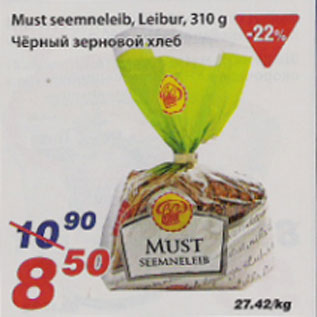 Must seemneleib, Leibur, 310 g
Чёрный зерновой хлеб
-22%
10 90
8 50
MUST
SEEMNELEIB
27.42/kg